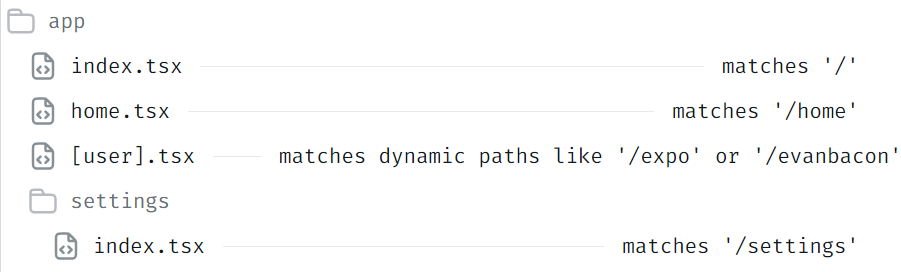 app
index.tsx matches '/'
home.tsx matches '/home'
[user].tsx matches dynamic paths like '/expo' or '/evanbacon'
settings
index.tsx matches '/settings'